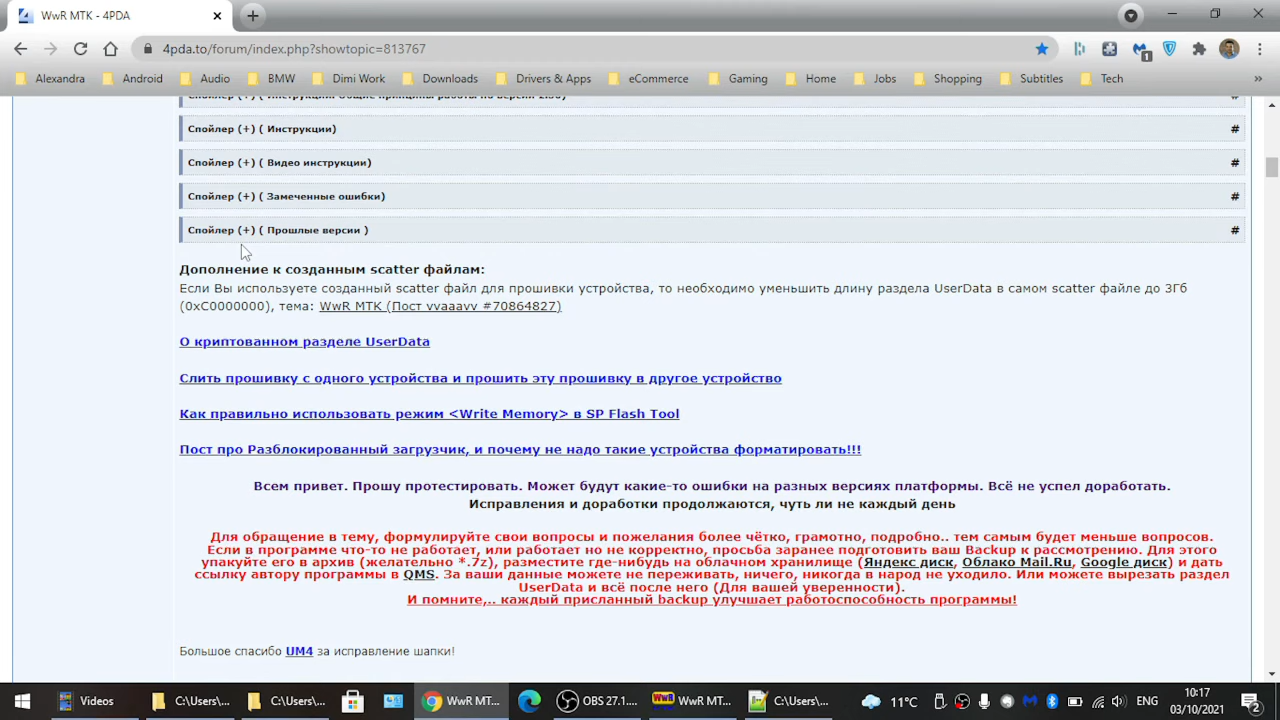 WwR MTK - 4PDA
4pda.to/forum/index.php?showtopic=813767
Alexandra Android Audio BMW Dimi Work Downloads Drivers & Apps eCommerce Gaming Home Jobs Shopping Subtitles Tech »
Спойлер (+) ( Инструкции) #
Спойлер (+) ( Видео инструкции) #
Спойлер (+) ( Замеченные ошибки) #
Спойлер (+) ( Прошлые версии ) #
Дополнение к созданным scatter файлам:
Если Вы используете созданный scatter файл для прошивки устройства, то необходимо уменьшить длину раздела UserData в самом scatter файле до 3Гб
(0xC0000000), тема: WwR MTK (Пост vvaaavv #70864827)
О криптованном разделе UserData
Слить прошивку с одного устройства и прошить эту прошивку в другое устройство
Как правильно использовать режим <Write Memory> в SP Flash Tool
Пост про Разблокированный загрузчик, и почему не надо такие устройства форматировать!!!
Всем привет. Прошу протестировать. Может будут какие-то ошибки на разных версиях платформы. Всё не успел доработать.
Исправления и доработки продолжаются, чуть ли не каждый день
Для обращение в тему, формулируйте свои вопросы и пожелания более чётко, грамотно, подробно.. тем самым будет меньше вопросов.
Если в программе что-то не работает, или работает но не корректно, просьба заранее подготовить ваш Backup к рассмотрению. Для этого
упакуйте его в архив (желательно *.7z), разместите где-нибудь на облачном хранилище (Яндекс диск, Облако Mail.Ru, Google диск) и дать
ссылку автору программы в QMS. За ваши данные можете не переживать, ничего, никогда в народ не уходило. Или можете вырезать раздел
UserData и всё после него (Для вашей уверенности).
И помните,.. каждый присланный backup улучшает работоспособность программы!
Большое спасибо UM4 за исправление шапки!
Videos C:\Users\... C:\Users\... WwR MT... OBS 27.1.... WwR MT... C:\Users\... 11°C ENG 10:17
03/10/2021 2